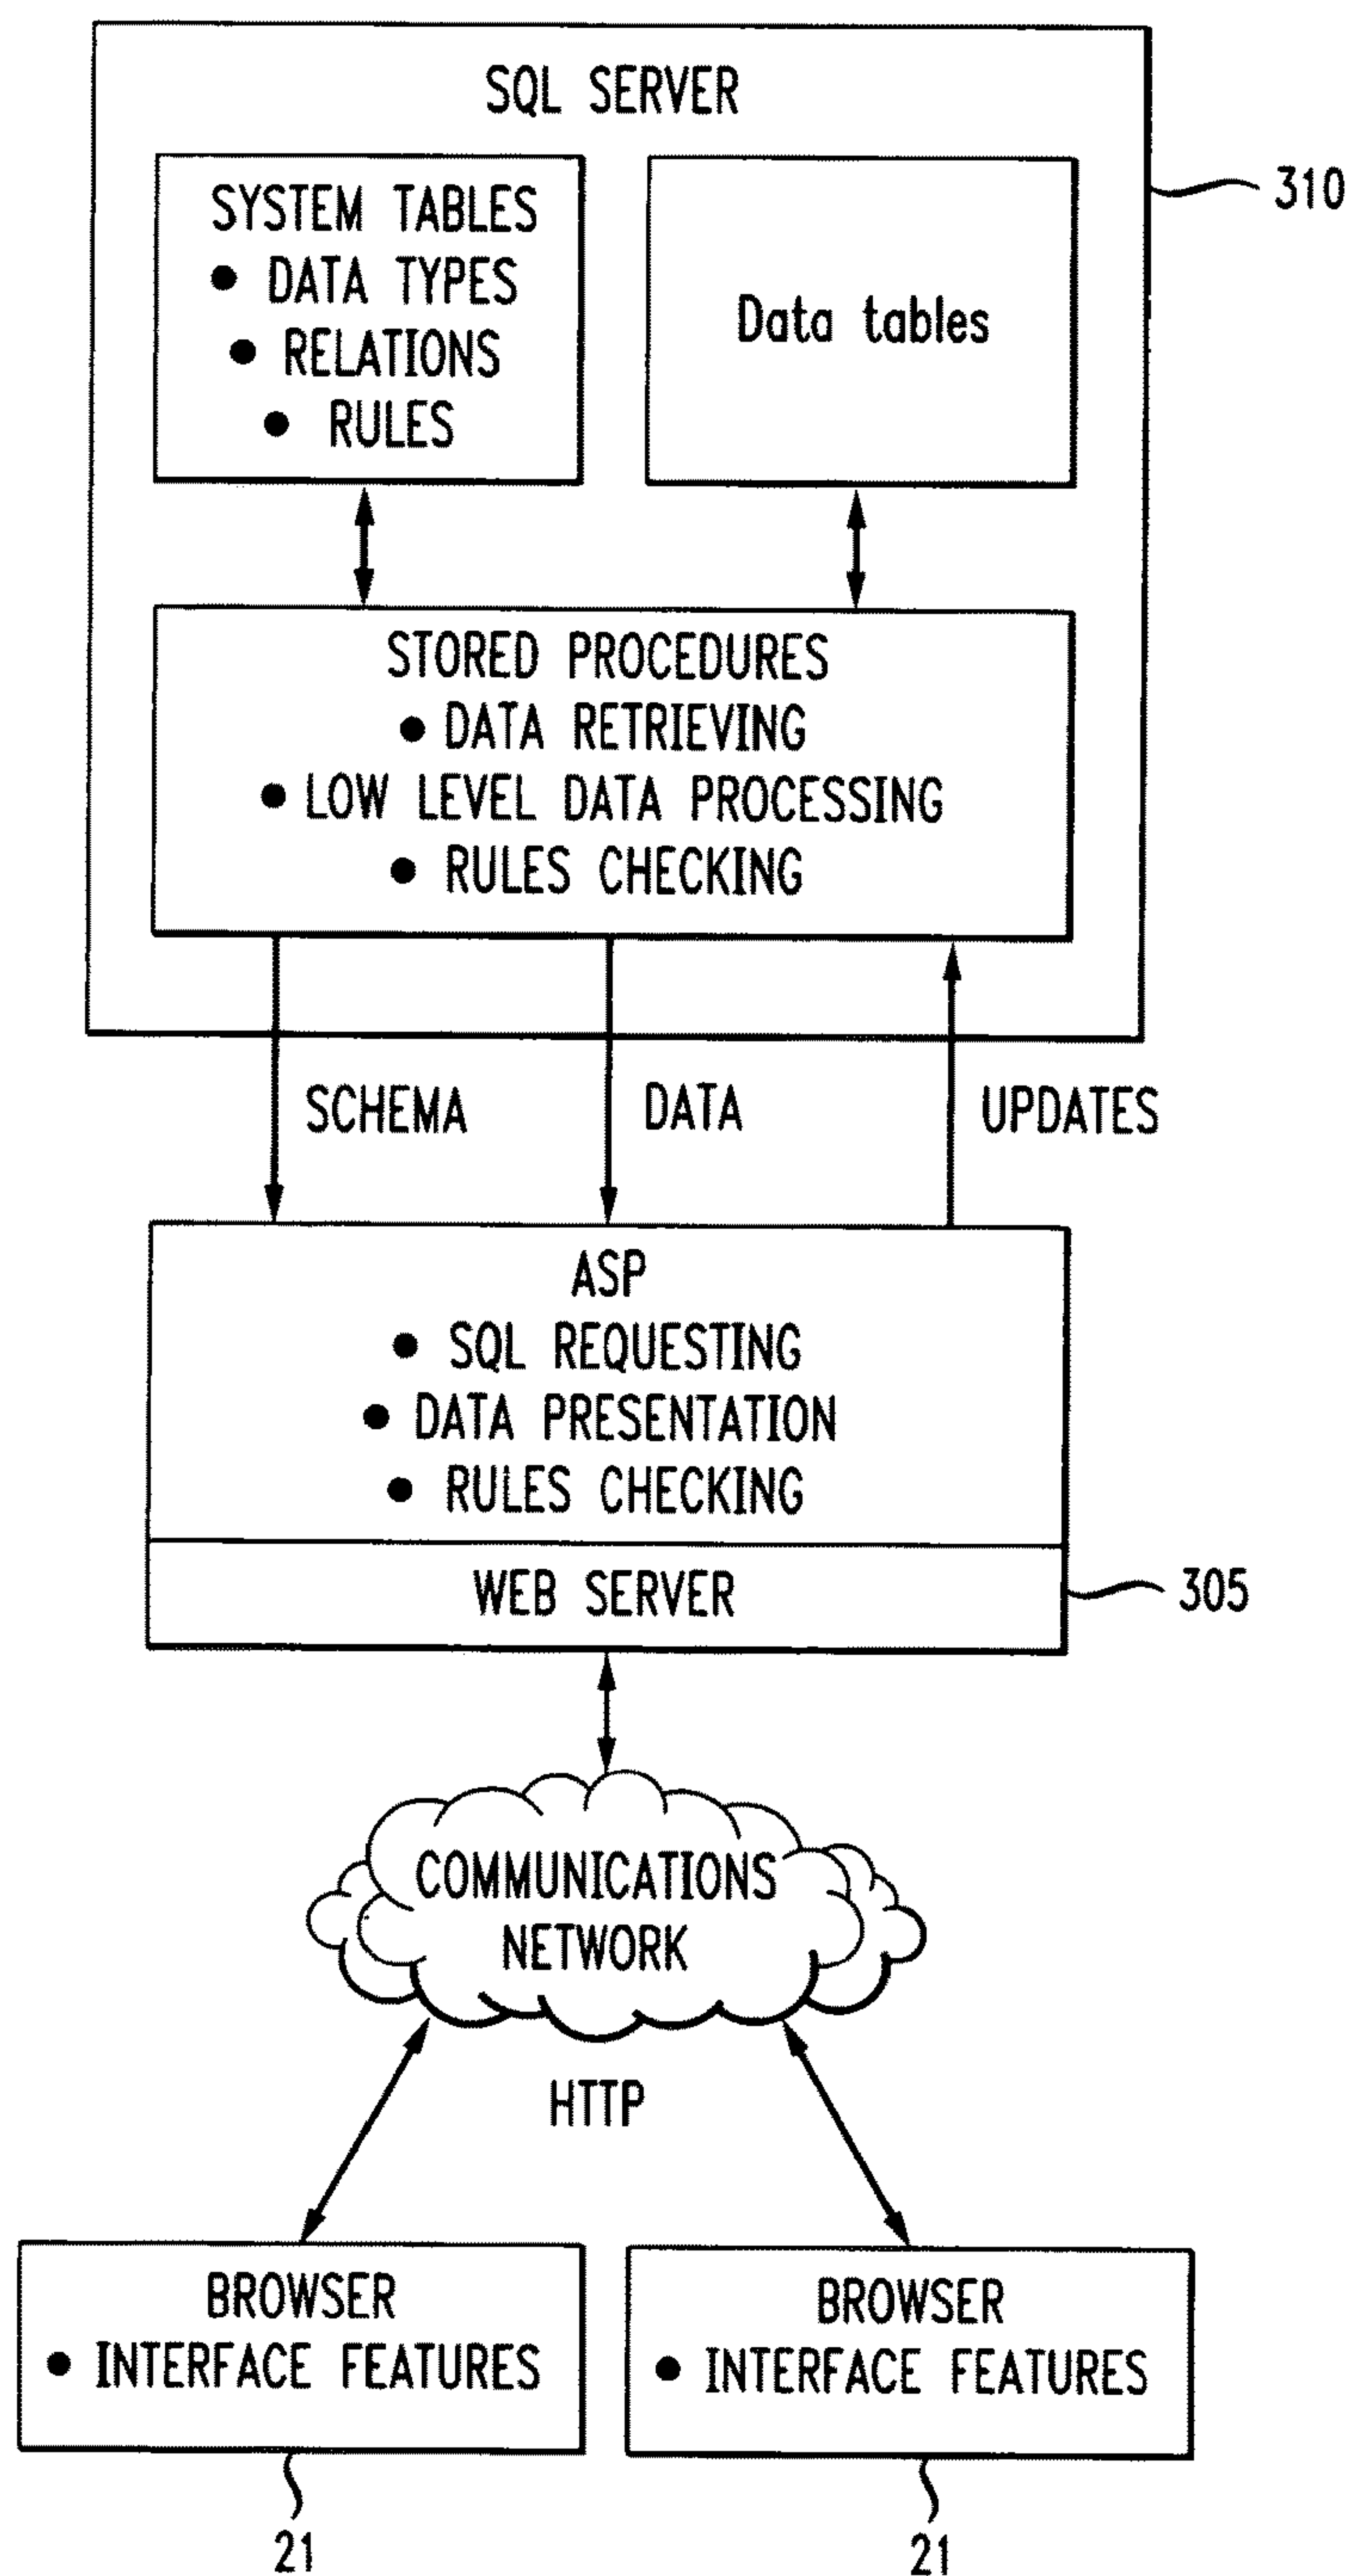 SQL SERVER
310
SYSTEM TABLES
• DATA TYPES
• RELATIONS
• RULES
Data tables
STORED PROCEDURES
• DATA RETRIEVING
• LOW LEVEL DATA PROCESSING
• RULES CHECKING
SCHEMA
DATA
UPDATES
ASP
• SQL REQUESTING
• DATA PRESENTATION
• RULES CHECKING
WEB SERVER
305
COMMUNICATIONS
NETWORK
HTTP
BROWSER
• INTERFACE FEATURES
21
BROWSER
• INTERFACE FEATURES
21